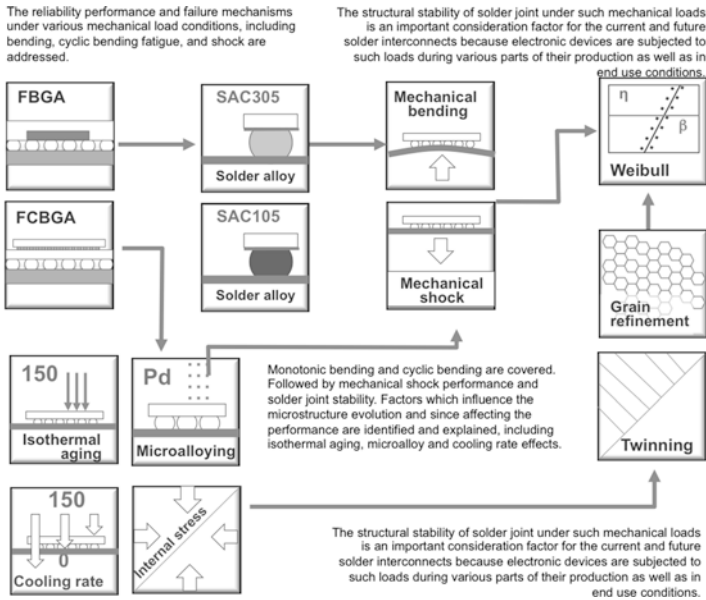 The reliability performance and failure mechanisms
under various mechanical load conditions, including
bending, cyclic bending fatigue, and shock are
addressed.
The structural stability of solder joint under such mechanical loads
is an important consideration factor for the current and future
solder interconnects because electronic devices are subjected to
such loads during various parts of their production as well as in
end use conditions.
FBGA
SAC305
Solder alloy
Mechanical
bending
η
β
Weibull
FCBGA
SAC105
Solder alloy
Mechanical
shock
Grain
refinement
150
Isothermal
aging
Pd
Microalloying
Monotonic bending and cyclic bending are covered.
Followed by mechanical shock performance and
solder joint stability. Factors which influence the
microstructure evolution and since affecting the
performance are identified and explained, including
isothermal aging, microalloy and cooling rate effects.
Twinning
150
0
Cooling rate
Internal stress
The structural stability of solder joint under such mechanical loads
is an important consideration factor for the current and future
solder interconnects because electronic devices are subjected to
such loads during various parts of their production as well as in
end use conditions.